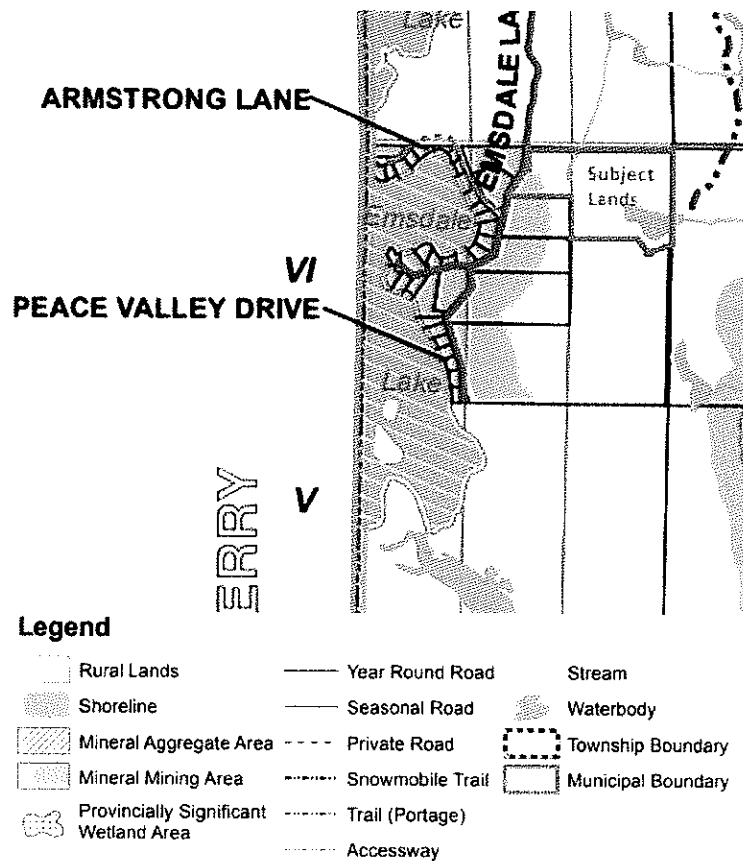 Lake
EMSDALE LA
ARMSTRONG LANE
Subject
Lands
Emsdale
VI
PEACE VALLEY DRIVE
Lake
V
ERRY
Legend
Rural Lands
Shoreline
Mineral Aggregate Area
Mineral Mining Area
Provincially Significant
Wetland Area
Year Round Road
Seasonal Road
Private Road
Snowmobile Trail
Trail (Portage)
Accessway
Stream
Waterbody
Township Boundary
Municipal Boundary